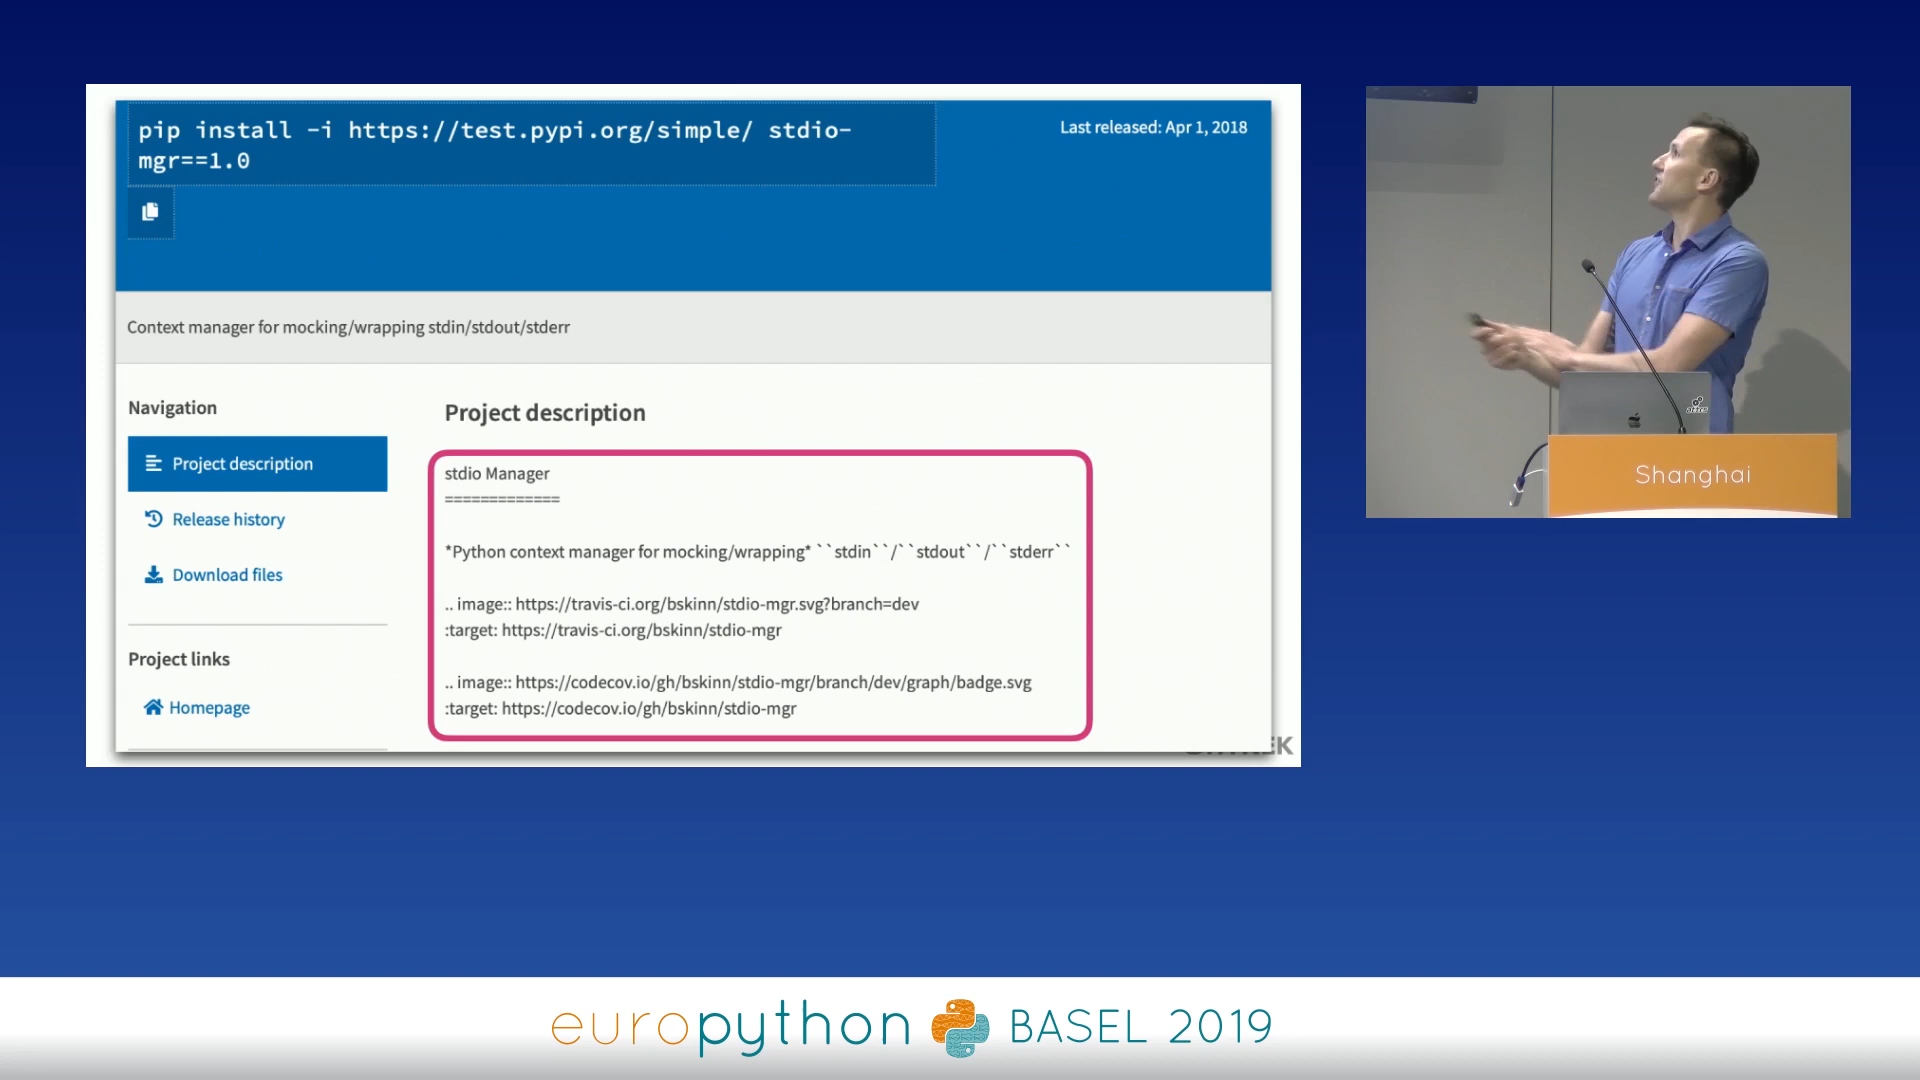 pip install -i https://test.pypi.org/simple/ stdio-
mgr==1.0
Last released: Apr 1, 2018
Context manager for mocking/wrapping stdin/stdout/stderr
Navigation
Project description
Release history
Download files
Project links
Homepage
Project description
stdio Manager
=============
*Python context manager for mocking/wrapping* ``stdin``/``stdout``/``stderr``
.. image:: https://travis-ci.org/bskinn/stdio-mgr.svg?branch=dev
:target: https://travis-ci.org/bskinn/stdio-mgr
.. image:: https://codecov.io/gh/bskinn/stdio-mgr/branch/dev/graph/badge.svg
:target: https://codecov.io/gh/bskinn/stdio-mgr
Shanghai
europython BASEL 2019